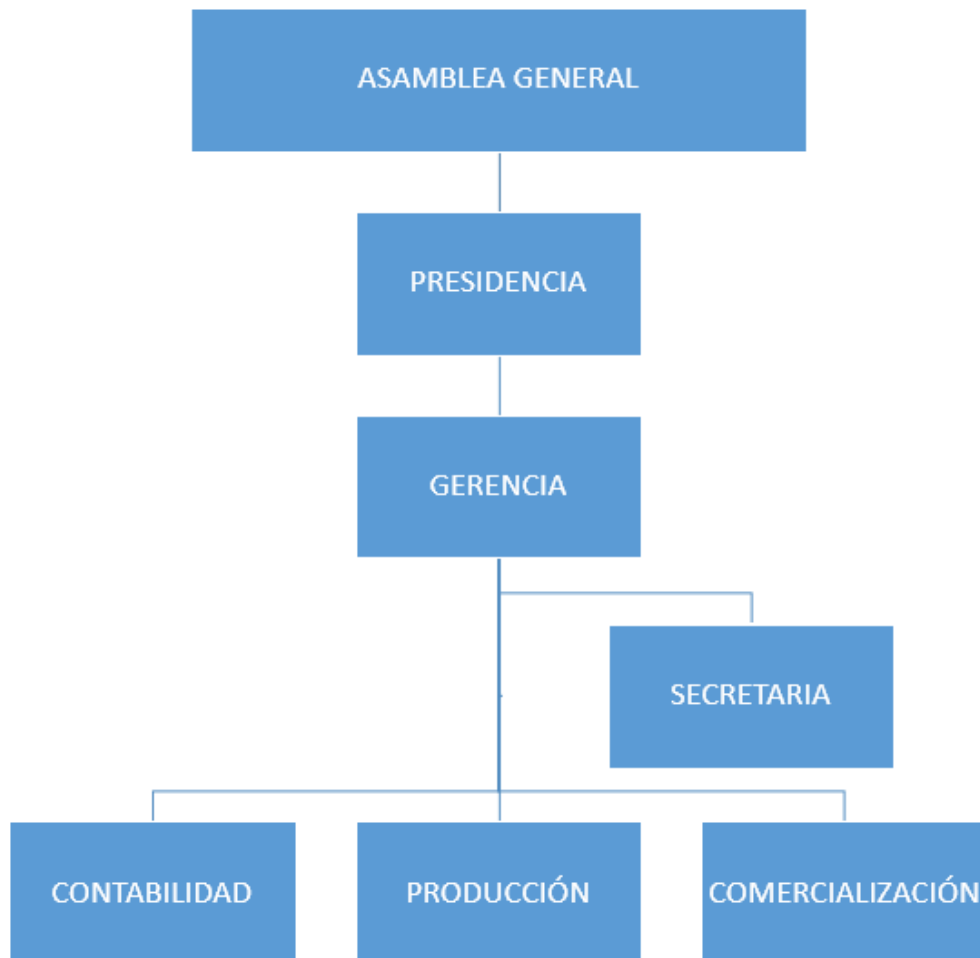 ASAMBLEA GENERAL
PRESIDENCIA
GERENCIA
SECRETARIA
CONTABILIDAD
PRODUCCIÓN
COMERCIALIZACIÓN